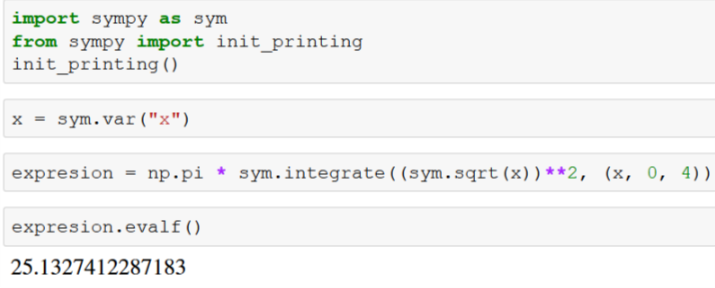 import sympy as sym
from sympy import init_printing
init_printing()
x = sym.var("x")
expresion = np.pi * sym.integrate((sym.sqrt(x))**2, (x, 0, 4))
expresion.evalf()
25.1327412287183